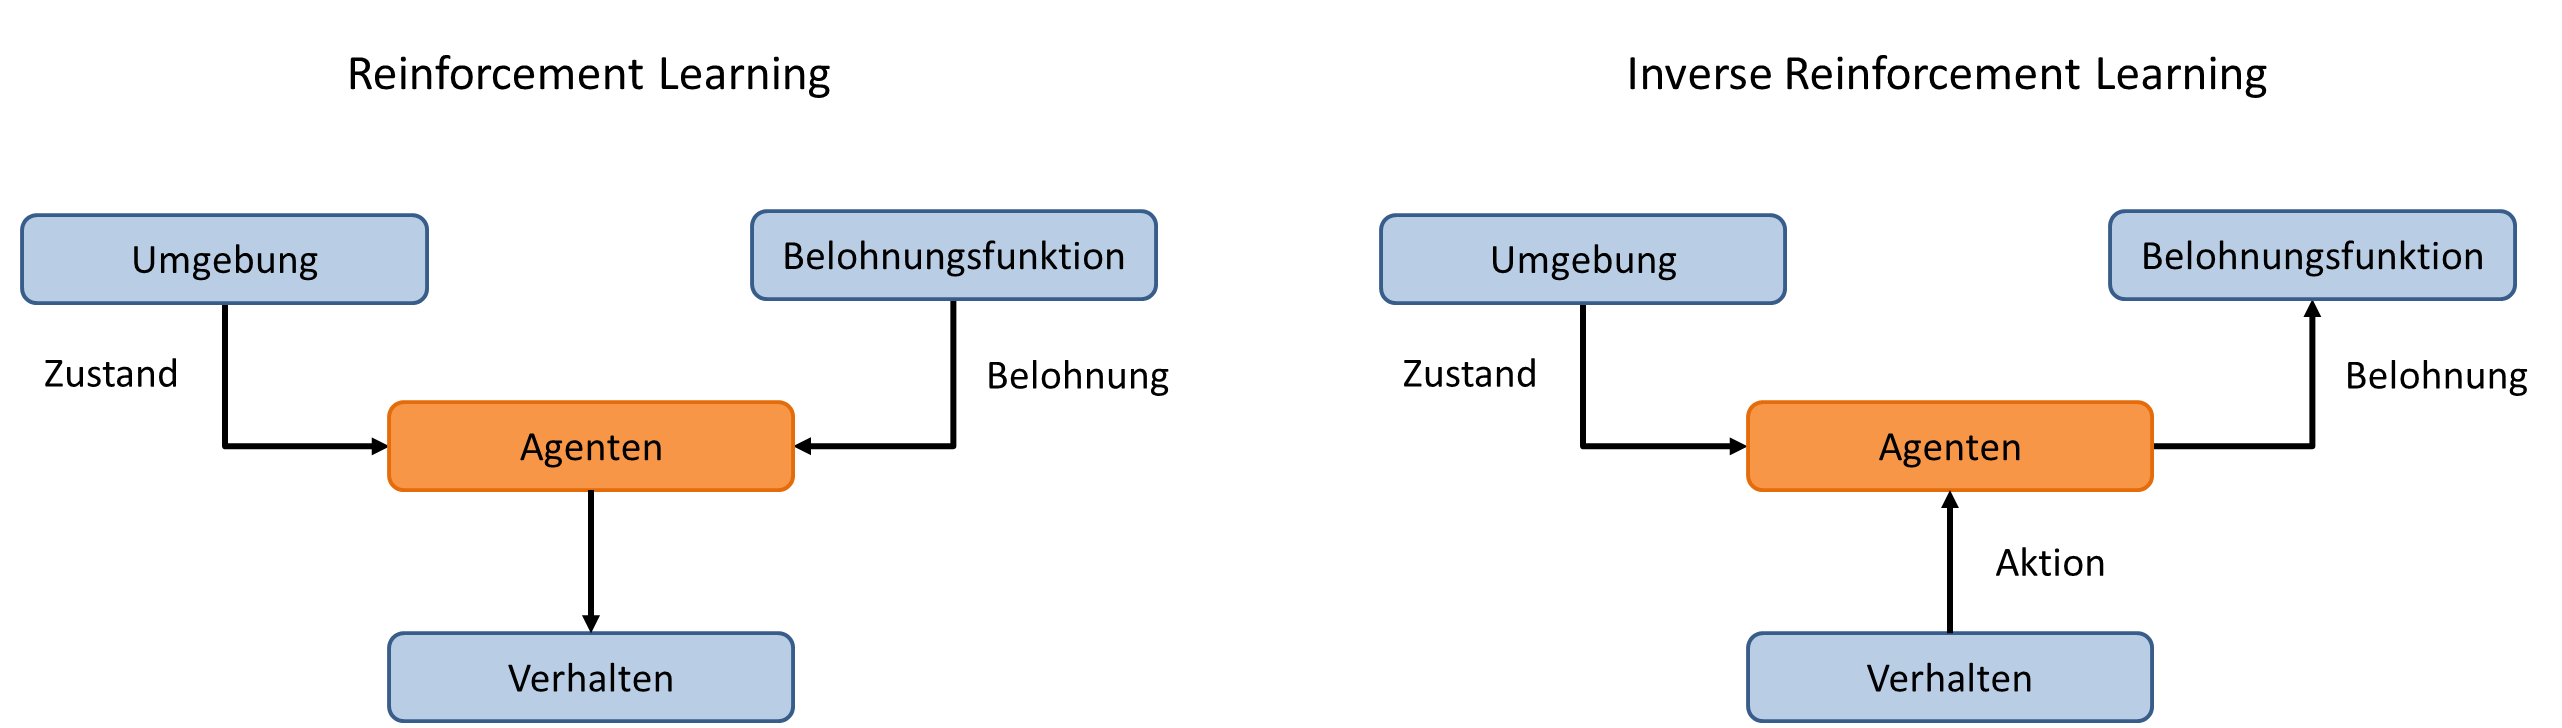 Reinforcement Learning
Umgebung
Belohnungsfunktion
Zustand
Belohnung
Agenten
Verhalten
Inverse Reinforcement Learning
Umgebung
Belohnungsfunktion
Zustand
Belohnung
Agenten
Aktion
Verhalten